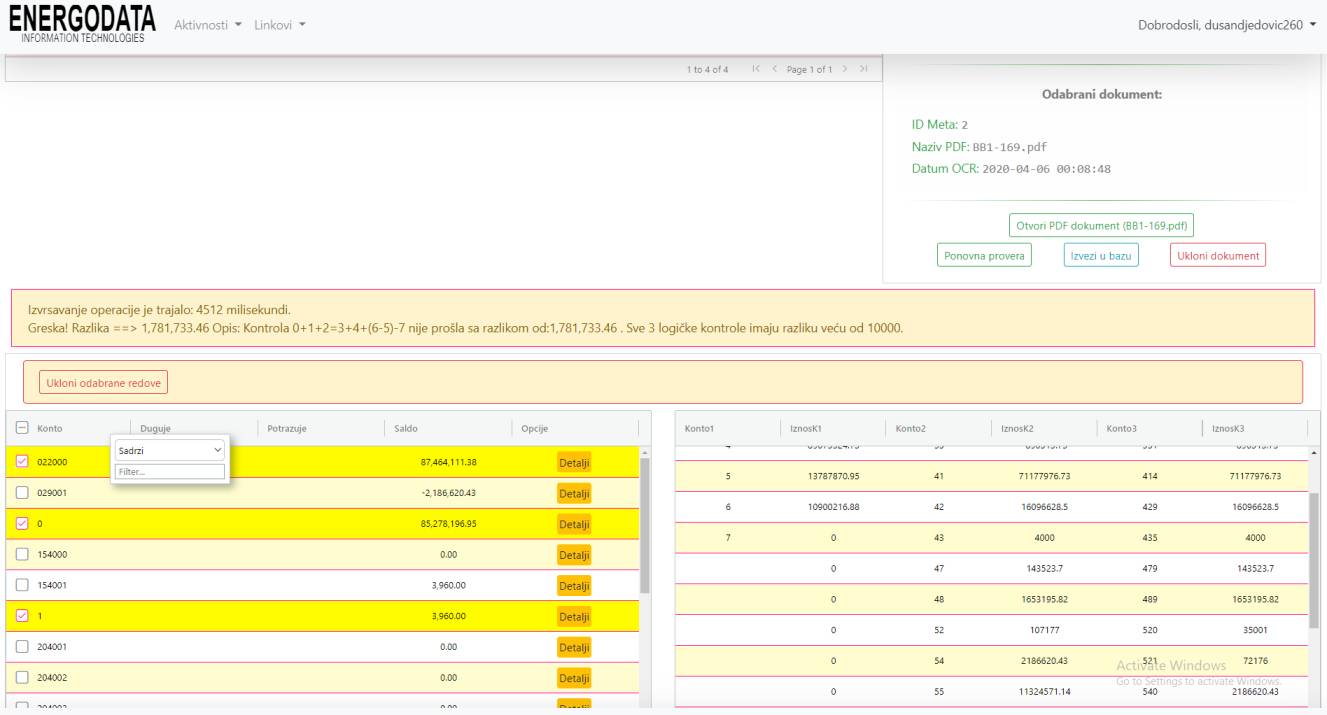 ENERGODATA
INFORMATION TECHNOLOGIES
Aktivnosti Linkovi
Dobrodosli, dusandjedovic260
1 to 4 of 4 Page 1 of 1
Odabrani dokument:
ID Meta: 2
Naziv PDF: BB1-169.pdf
Datum OCR: 2020-04-06 00:08:48
Otvori PDF dokument (BB1-169.pdf)
Ponovna provera Izvezi u bazu Ukloni dokument
Izvrsavanje operacije je trajalo: 4512 milisekundi.
Greska! Razlika ==> 1,781,733.46 Opis: Kontrola 0+1+2=3+4+(6-5)-7 nije prošla sa razlikom od:1,781,733.46 . Sve 3 logičke kontrole imaju razliku veću od 10000.
Ukloni odabrane redove
Konto Duguje Potrazuje Saldo Opcije
Sadrzi
Filter...
022000 87,464,111.38 Detalji
029001 -2,186,620.43 Detalji
0 85,278,196.95 Detalji
154000 0.00 Detalji
154001 3,960.00 Detalji
1 3,960.00 Detalji
204001 0.00 Detalji
204002 0.00 Detalji
Konto1 IznosK1 Konto2 IznosK2 Konto3 IznosK3
5 13787870.95 41 71177976.73 414 71177976.73
6 10900216.88 42 16096628.5 429 16096628.5
7 0 43 4000 435 4000
0 47 143523.7 479 143523.7
0 48 1653195.82 489 1653195.82
0 52 107177 520 35001
0 54 2186620.43 521 72176
0 55 11324571.14 540 2186620.43
Activate Windows
Go to Settings to activate Windows.